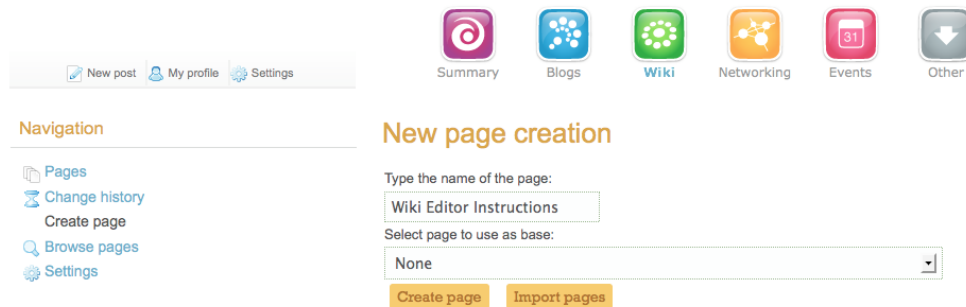 New post My profile Settings
31
Summary Blogs Wiki Networking Events Other
Navigation
Pages
Change history
Create page
Browse pages
Settings
New page creation
Type the name of the page:
Wiki Editor Instructions
Select page to use as base:
None
Create page Import pages